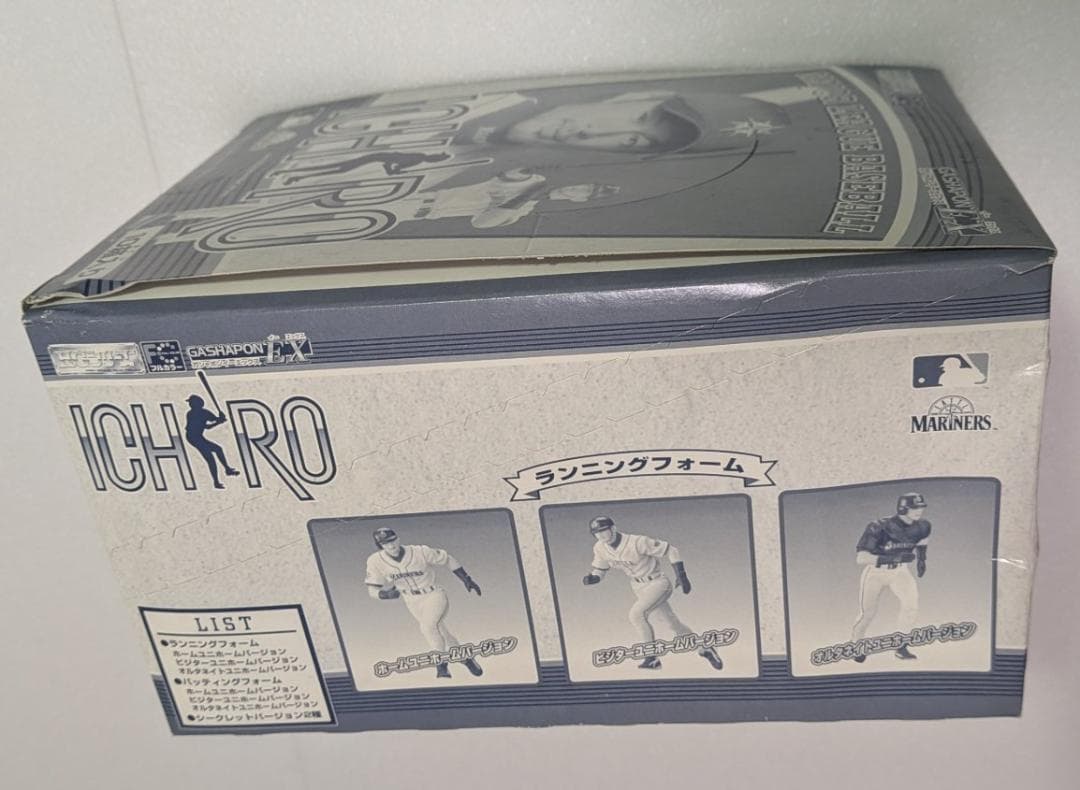 ICHIRO
MAJOR LEAGUE BASEBALL
GASHAPON EX
フルカラー
GASHAPON EX
ICHIRO
MARINERS
ランニングフォーム
ホームユニホームバージョン
ビジターユニホームバージョン
オルタネイトユニホームバージョン
LIST
●ランニングフォーム
ホームユニホームバージョン
ビジターユニホームバージョン
オルタネイトユニホームバージョン
●バッティングフォーム
ホームユニホームバージョン
ビジターユニホームバージョン
オルタネイトユニホームバージョン
●シークレットバージョン2種